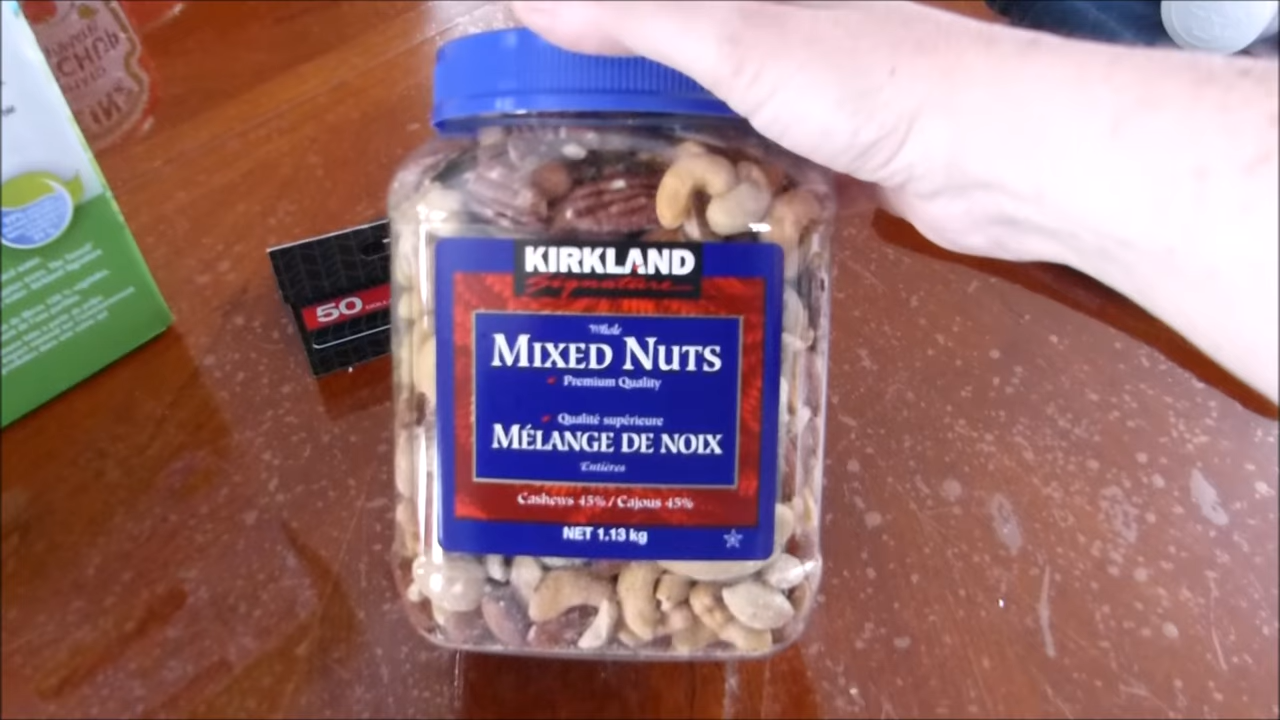 KIRKLAND
Signature
Whole
MIXED NUTS
Premium Quality
Qualité supérieure
MÉLANGE DE NOIX
Entières
Cashews 45% / Cajous 45%
NET 1.13 kg
50